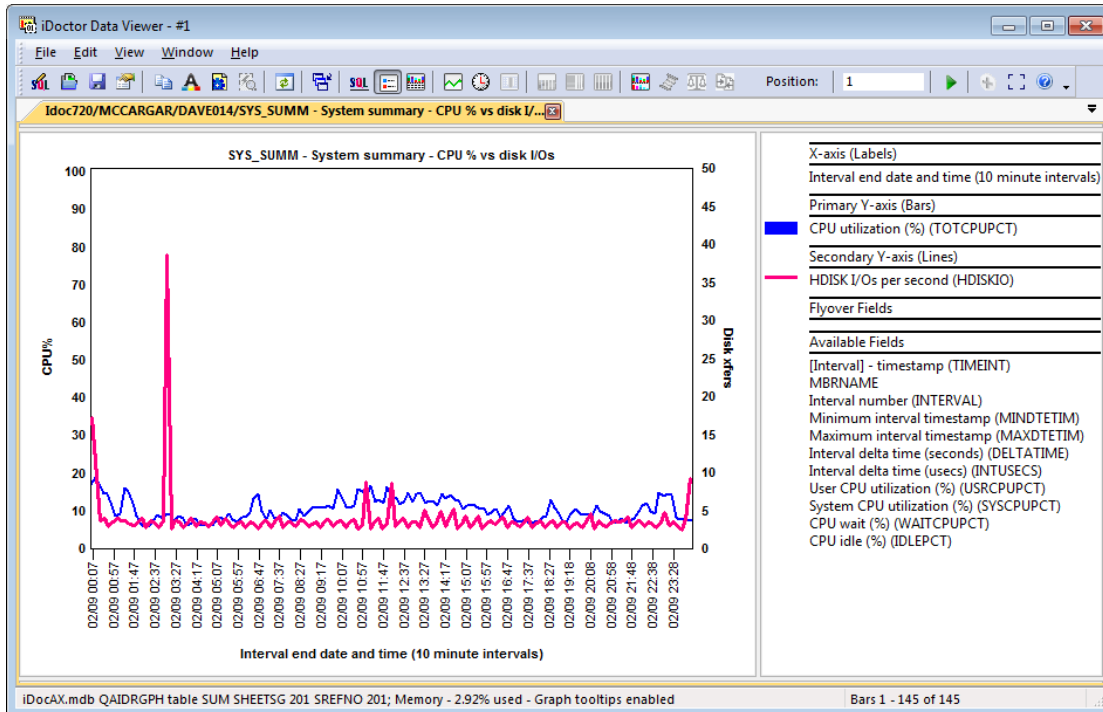 iDoctor Data Viewer - #1
File Edit View Window Help
SQL SQL Position: 1
Idoc720/MCCARGAR/DAVE014/SYS_SUMM - System summary - CPU % vs disk I/...
SYS_SUMM - System summary - CPU % vs disk I/Os
100
90
80
70
60
50
40
30
20
10
0
CPU%
50
45
40
35
30
25
20
15
10
5
0
Disk xfers
02/09 00:07
02/09 00:57
02/09 01:47
02/09 02:37
02/09 03:27
02/09 04:17
02/09 05:07
02/09 05:57
02/09 06:47
02/09 07:37
02/09 08:27
02/09 09:17
02/09 10:07
02/09 10:57
02/09 11:47
02/09 12:37
02/09 13:27
02/09 14:17
02/09 15:07
02/09 15:57
02/09 16:47
02/09 17:37
02/09 18:27
02/09 19:18
02/09 20:08
02/09 20:58
02/09 21:48
02/09 22:38
02/09 23:28
Interval end date and time (10 minute intervals)
X-axis (Labels)
Interval end date and time (10 minute intervals)
Primary Y-axis (Bars)
CPU utilization (%) (TOTCPUPCT)
Secondary Y-axis (Lines)
HDISK I/Os per second (HDISKIO)
Flyover Fields
Available Fields
[Interval] - timestamp (TIMEINT)
MBRNAME
Interval number (INTERVAL)
Minimum interval timestamp (MINDTETIM)
Maximum interval timestamp (MAXDTETIM)
Interval delta time (seconds) (DELTATIME)
Interval delta time (usecs) (INTUSECS)
User CPU utilization (%) (USRCPUPCT)
System CPU utilization (%) (SYSCPUPCT)
CPU wait (%) (WAITCPUPCT)
CPU idle (%) (IDLEPCT)
iDocAX.mdb QAIDRGPH table SUM SHEETSG 201 SREFNO 201; Memory - 2.92% used - Graph tooltips enabled
Bars 1 - 145 of 145